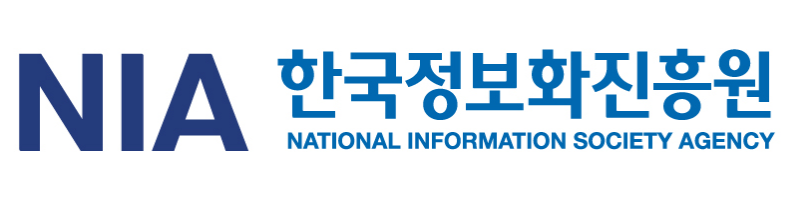 NIA 한국정보화진흥원
NATIONAL INFORMATION SOCIETY AGENCY